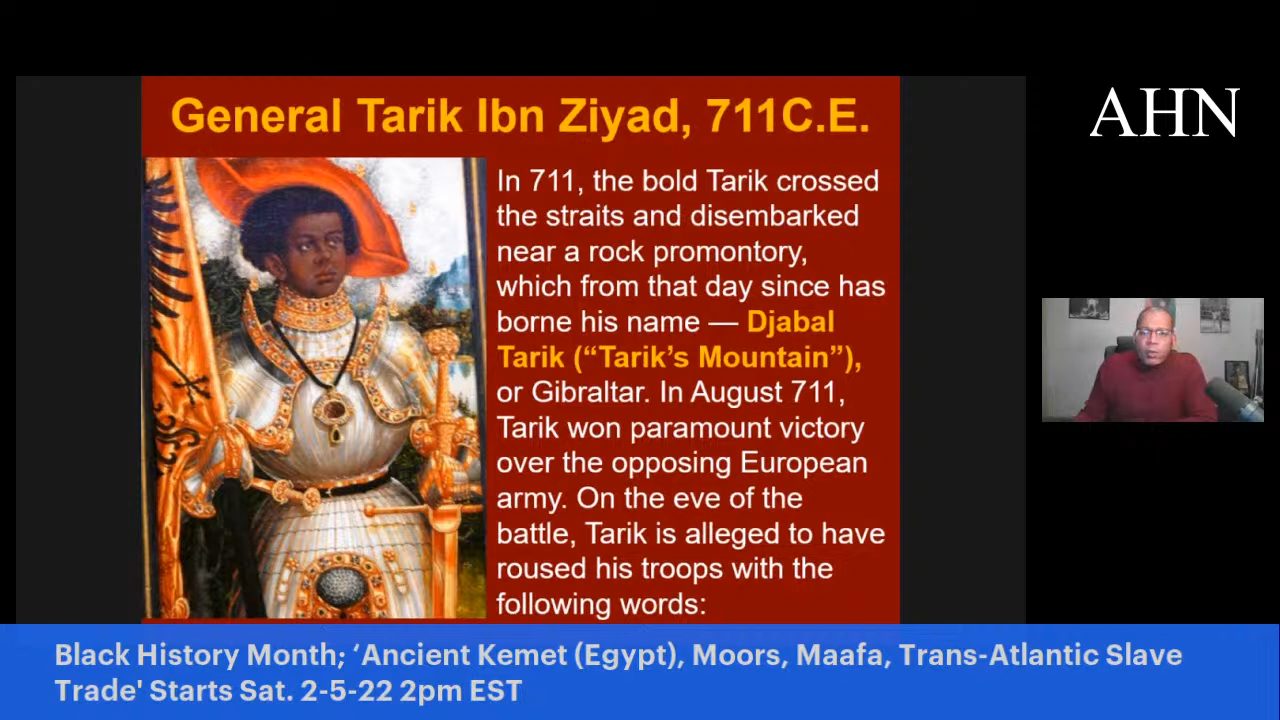 AHN
General Tarik Ibn Ziyad, 711C.E.
In 711, the bold Tarik crossed
the straits and disembarked
near a rock promontory,
which from that day since has
borne his name — Djabal
Tarik (“Tarik’s Mountain”),
or Gibraltar. In August 711,
Tarik won paramount victory
over the opposing European
army. On the eve of the
battle, Tarik is alleged to have
roused his troops with the
following words:
Black History Month; ‘Ancient Kemet (Egypt), Moors, Maafa, Trans-Atlantic Slave
Trade' Starts Sat. 2-5-22 2pm EST